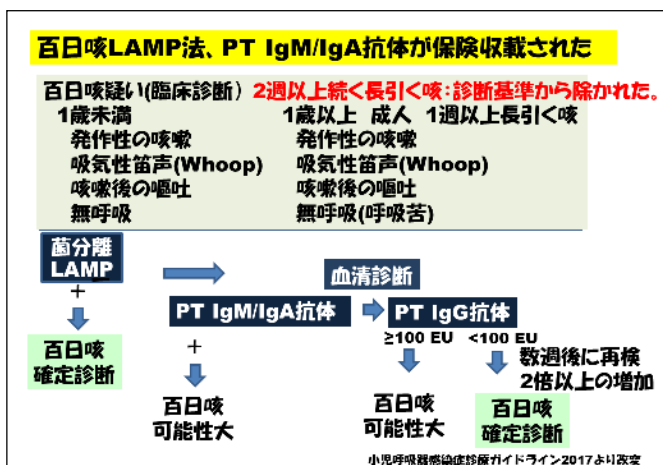 百日咳LAMP法、PT IgM/IgA抗体が保険収載された
百日咳疑い(臨床診断) 2週以上続く長引く咳:診断基準から除かれた。
1歳未満 1歳以上 成人 1週以上長引く咳
発作性の咳嗽 発作性の咳嗽
吸気性笛声(Whoop) 吸気性笛声(Whoop)
咳嗽後の嘔吐 咳嗽後の嘔吐
無呼吸 無呼吸(呼吸苦)
菌分離
LAMP
+
百日咳
確定診断
血清診断
PT IgM/IgA抗体
+
百日咳
可能性大
PT IgG抗体
≥100 EU <100 EU
百日咳
可能性大
数週後に再検
2倍以上の増加
百日咳
確定診断
小児呼吸器感染症診療ガイドライン2017より改変